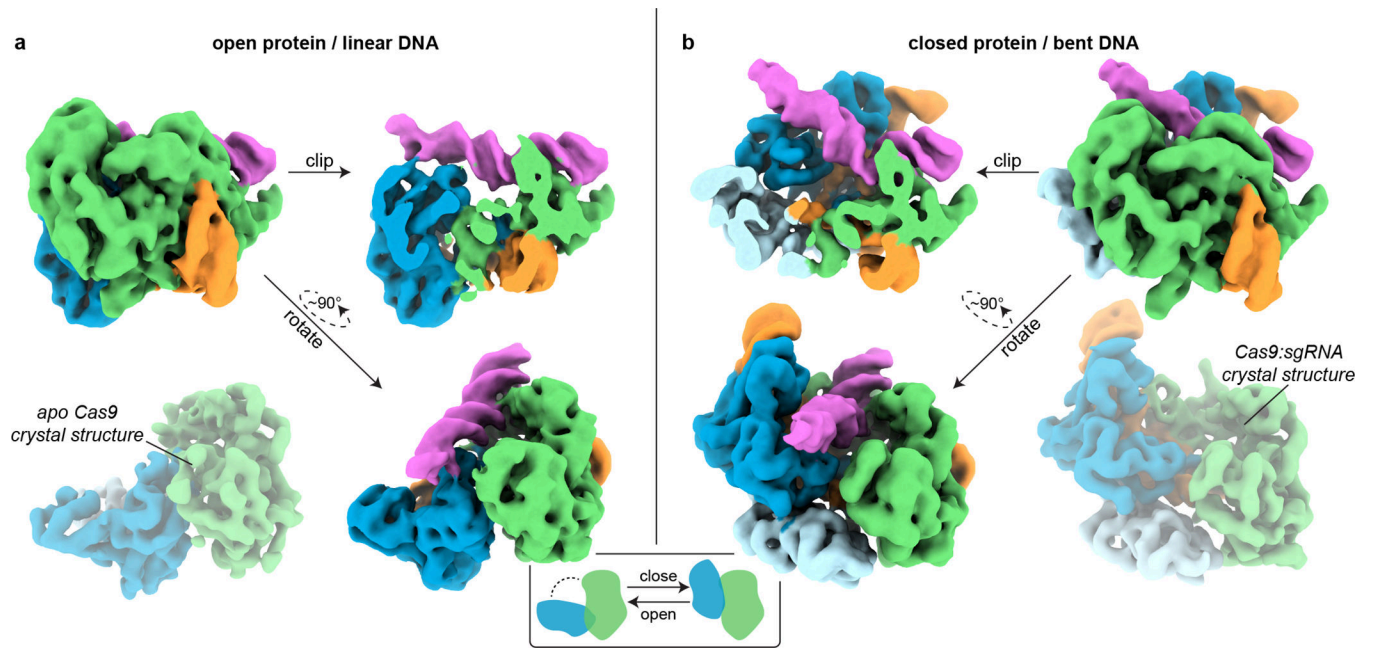 a
open protein / linear DNA
clip
~90°
rotate
apo Cas9
crystal structure
b
closed protein / bent DNA
clip
~90°
rotate
Cas9:sgRNA
crystal structure
close
open